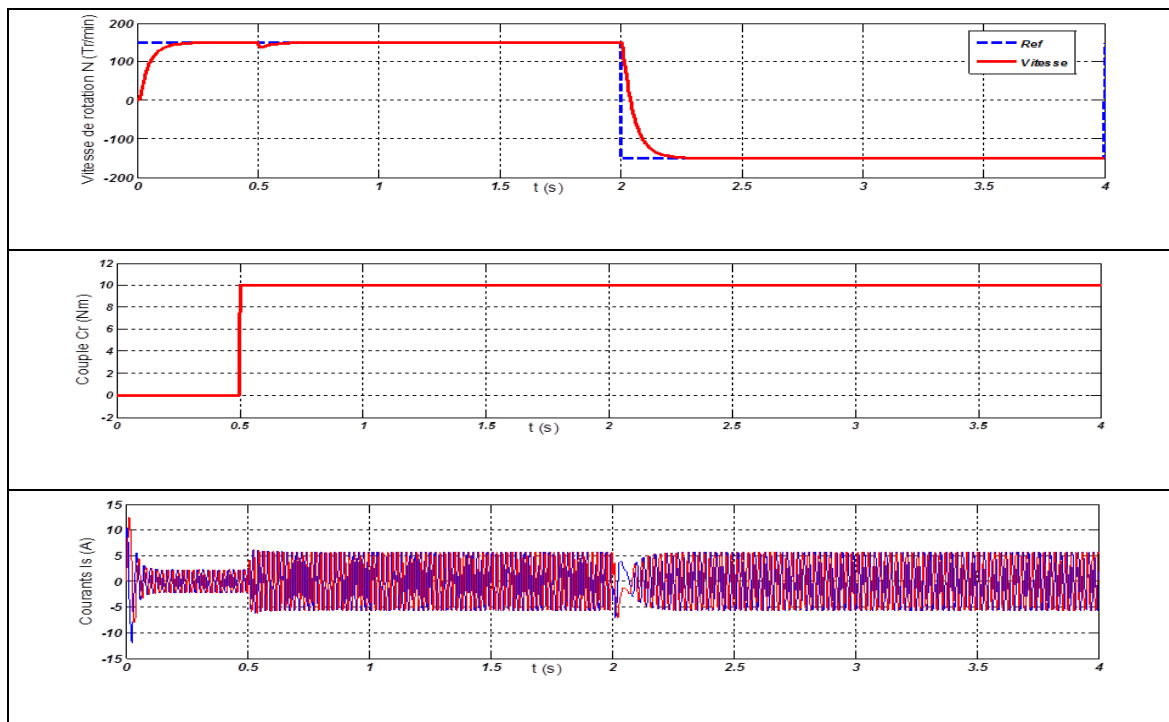 Vitesse de rotation N (Tr/min)
200
100
0
-100
-200
0 0.5 1 1.5 2 2.5 3 3.5 4
t (s)
Ref
Vitesse
Couple Cr (Nm)
12
10
8
6
4
2
0
-2
0 0.5 1 1.5 2 2.5 3 3.5 4
t (s)
Courants Is (A)
15
10
5
0
-5
-10
-15
0 0.5 1 1.5 2 2.5 3 3.5 4
t (s)